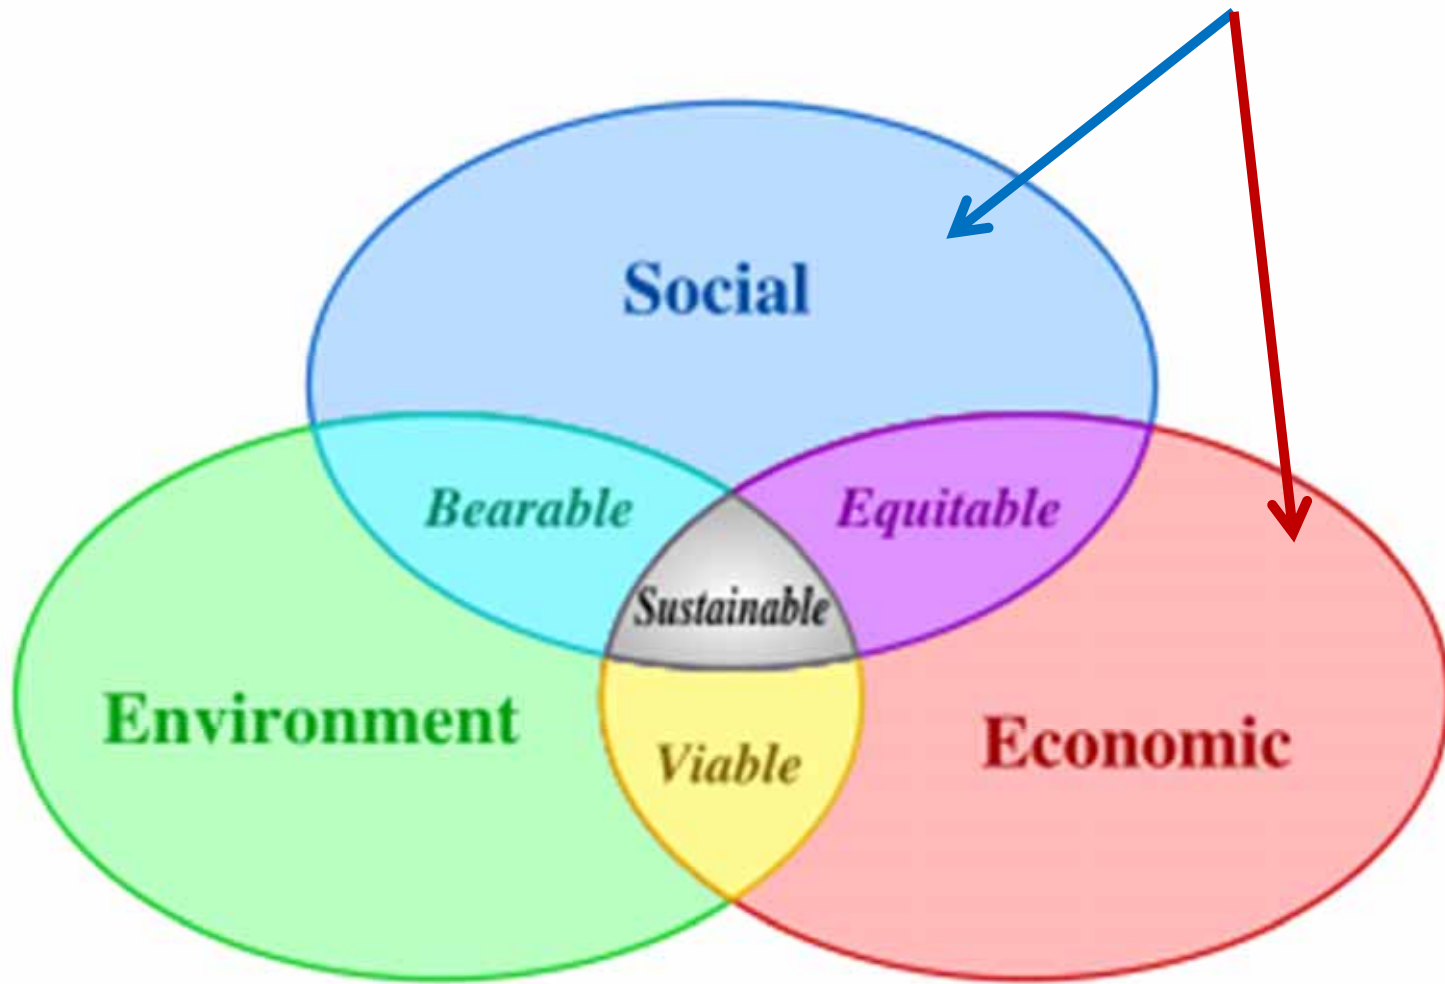 Social
Bearable
Equitable
Sustainable
Environment
Economic
Viable